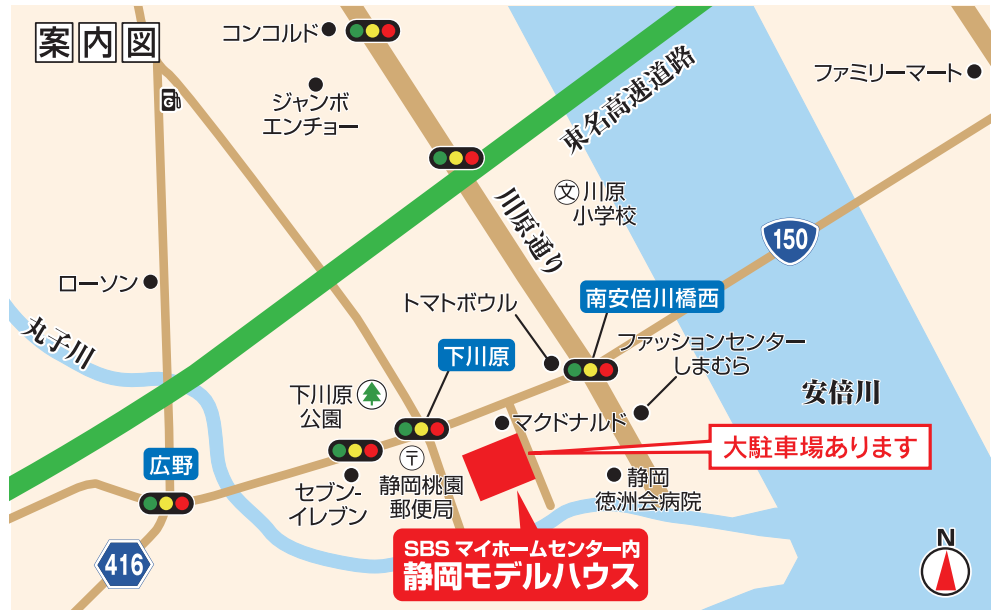 案内図
コンコルド
ジャンボ
エンチョー
東名高速道路
ファミリーマート
文
川原
小学校
川原通り
150
ローソン
丸子川
トマトボウル
南安倍川橋西
ファッションセンター
しまむら
下川原
下川原
公園
安倍川
マクドナルド
大駐車場あります
広野
セブン-
イレブン
〒
静岡桃園
郵便局
静岡
徳洲会病院
416
SBS マイホームセンター内
静岡モデルハウス
N